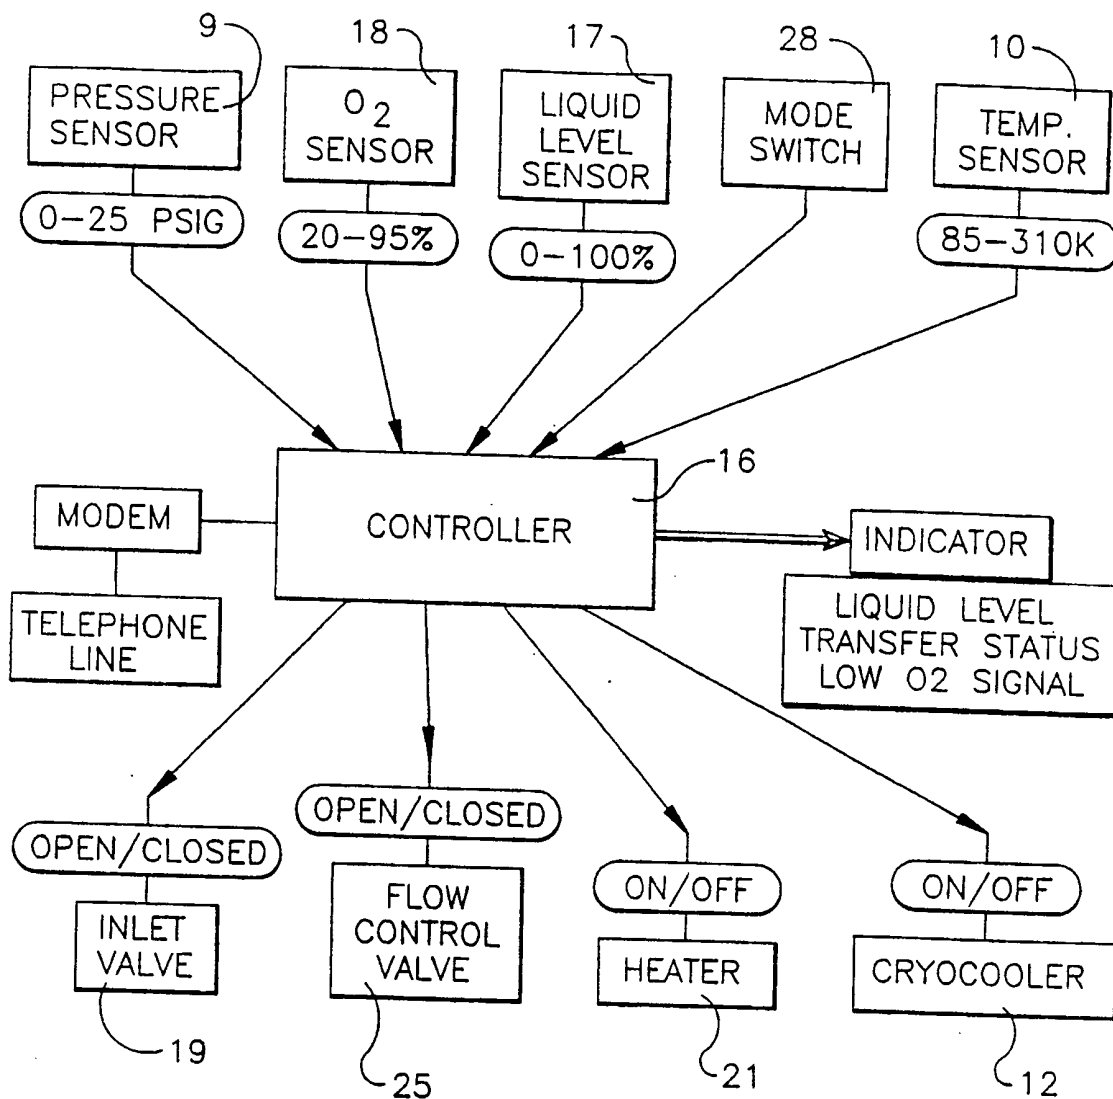 9
18
17
28
10
PRESSURE
SENSOR
O2
SENSOR
LIQUID
LEVEL
SENSOR
MODE
SWITCH
TEMP.
SENSOR
0-25 PSIG
20-95%
0-100%
85-310K
16
MODEM
CONTROLLER
INDICATOR
TELEPHONE
LINE
LIQUID LEVEL
TRANSFER STATUS
LOW O2 SIGNAL
OPEN/CLOSED
OPEN/CLOSED
ON/OFF
ON/OFF
INLET
VALVE
FLOW
CONTROL
VALVE
HEATER
CRYOCOOLER
19
25
21
12